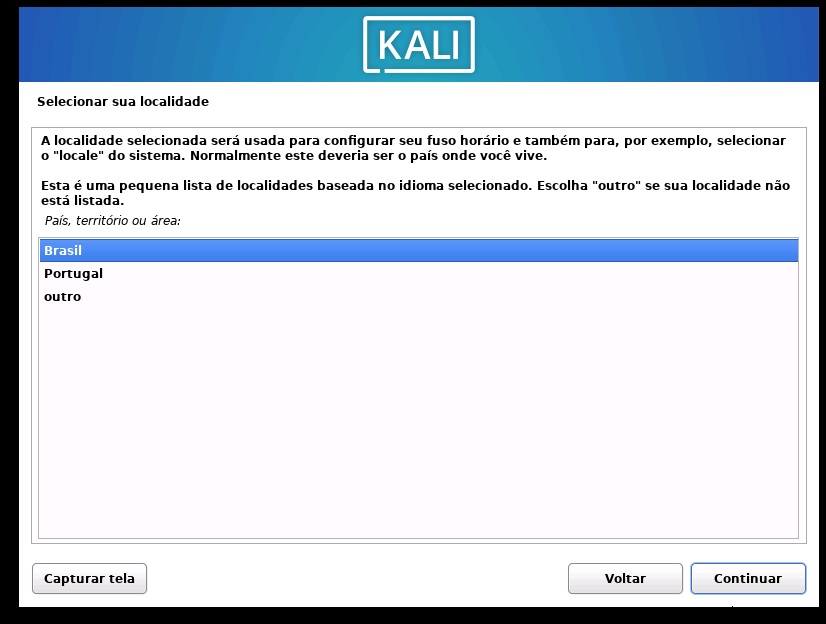 KALI
Selecionar sua localidade
A localidade selecionada será usada para configurar seu fuso horário e também para, por exemplo, selecionar
o "locale" do sistema. Normalmente este deveria ser o país onde você vive.
Esta é uma pequena lista de localidades baseada no idioma selecionado. Escolha "outro" se sua localidade não
está listada.
País, território ou área:
Brasil
Portugal
outro
Capturar tela
Voltar
Continuar